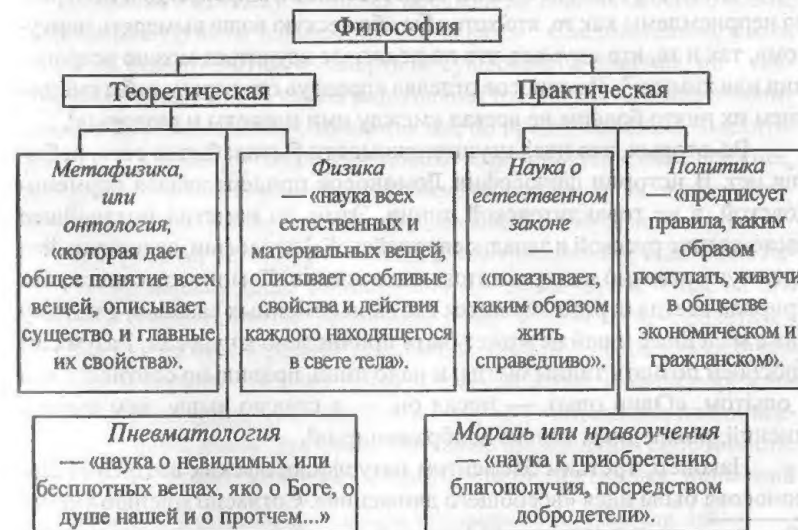 Философия
Теоретическая
Практическая
Метафизика,
или
онтология,
«которая дает
общее понятие всех
вещей, описывает
существо и главные
их свойства».
Физика
— «наука всех
естественных и
материальных вещей,
описывает особливые
свойства и действия
каждого находящегося
в свете тела».
Наука о
естественном
законе
—
«показывает,
каким образом
жить
справедливо».
Политика
— «предписует
правила, каким
образом
поступать, живучи
в обществе
экономическом и
гражданском».
Пневматология
— «наука о невидимых или
бесплотных вещах, яко о Боге, о
душе нашей и о протчем...»
Мораль или нравоучения
— «наука к приобретению
благополучия, посредством
добродетели».